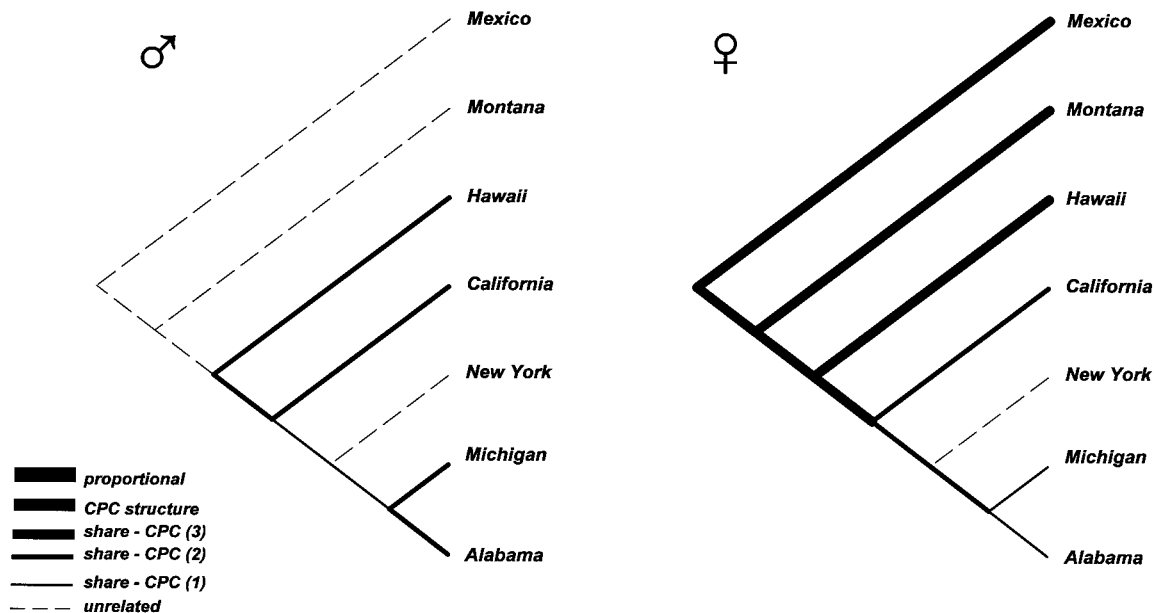 ♂
Mexico
Montana
Hawaii
California
New York
Michigan
Alabama
♀
Mexico
Montana
Hawaii
California
New York
Michigan
Alabama
proportional
CPC structure
share - CPC (3)
share - CPC (2)
share - CPC (1)
unrelated